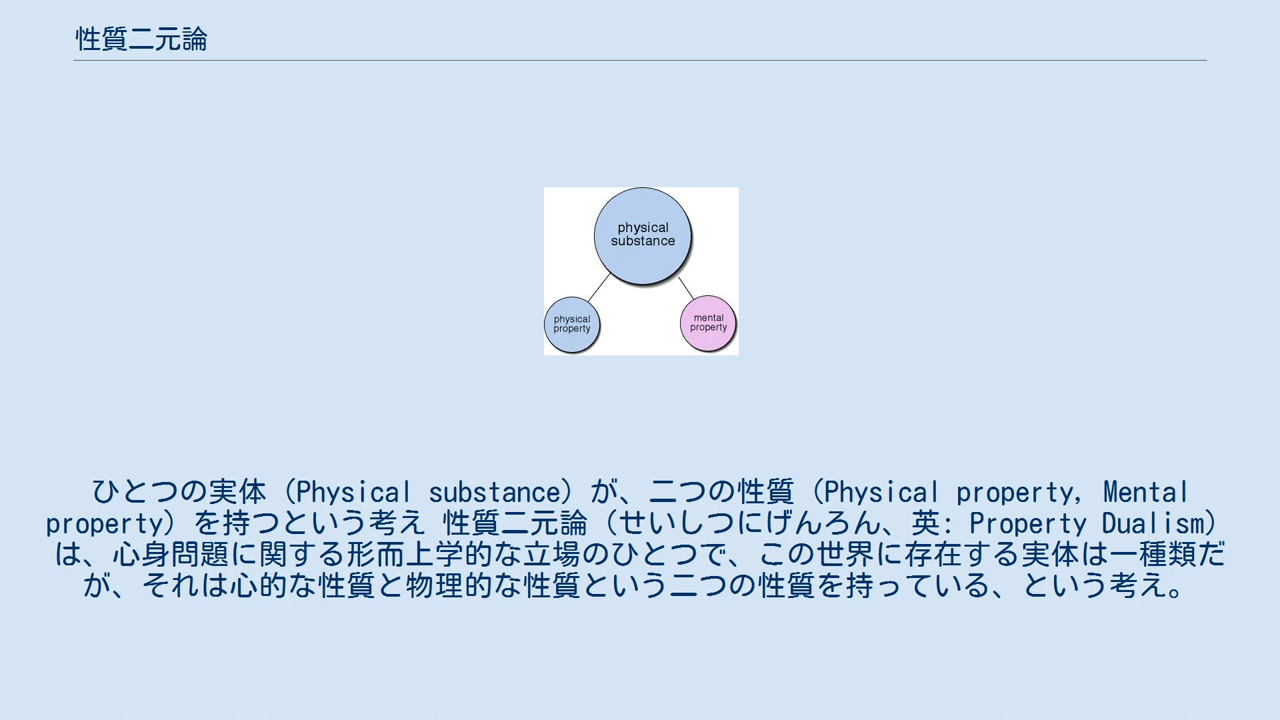 性質二元論
physical
substance
physical
property
mental
property
ひとつの実体（Physical substance）が、二つの性質（Physical property, Mental
property）を持つという考え 性質二元論（せいしつにげんろん、英: Property Dualism）
は、心身問題に関する形而上学的な立場のひとつで、この世界に存在する実体は一種類だ
が、それは心的な性質と物理的な性質という二つの性質を持っている、という考え。